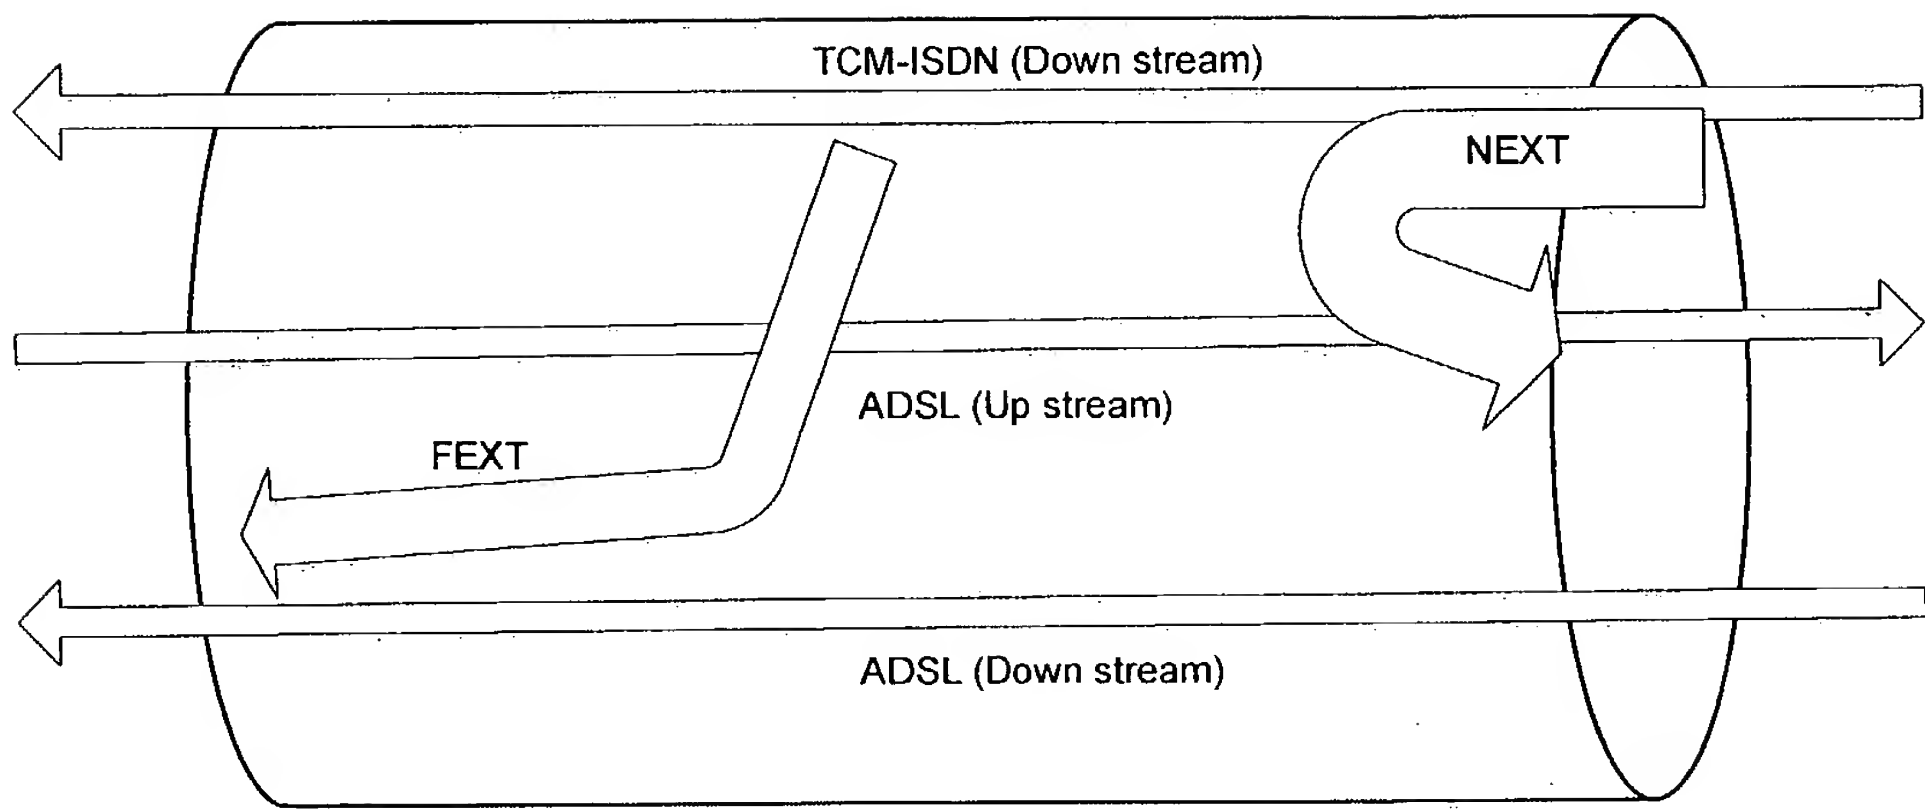 TCM-ISDN (Down stream)
NEXT
ADSL (Up stream)
FEXT
ADSL (Down stream)